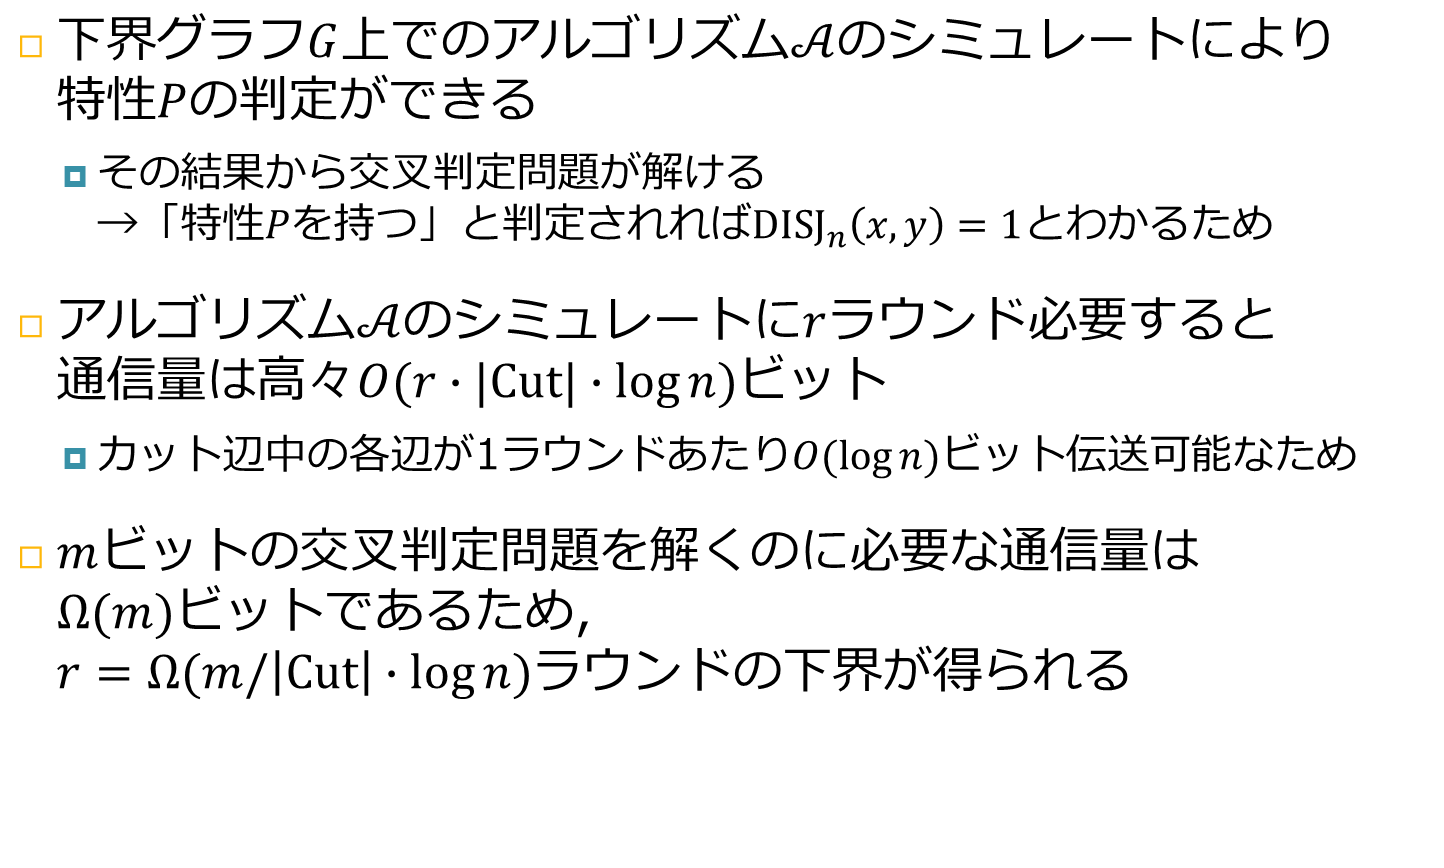 下界グラフG上でのアルゴリズム𝒜のシミュレートにより
特性Pの判定ができる
その結果から交叉判定問題が解ける
→「特性Pを持つ」と判定されればDISJₙ(x, y) = 1とわかるため
アルゴリズム𝒜のシミュレートにrラウンド必要すると
通信量は高々O(r · |Cut| · log n)ビット
カット辺中の各辺が1ラウンドあたりO(log n)ビット伝送可能なため
mビットの交叉判定問題を解くのに必要な通信量は
Ω(m)ビットであるため,
r = Ω(m/|Cut| · log n)ラウンドの下界が得られる